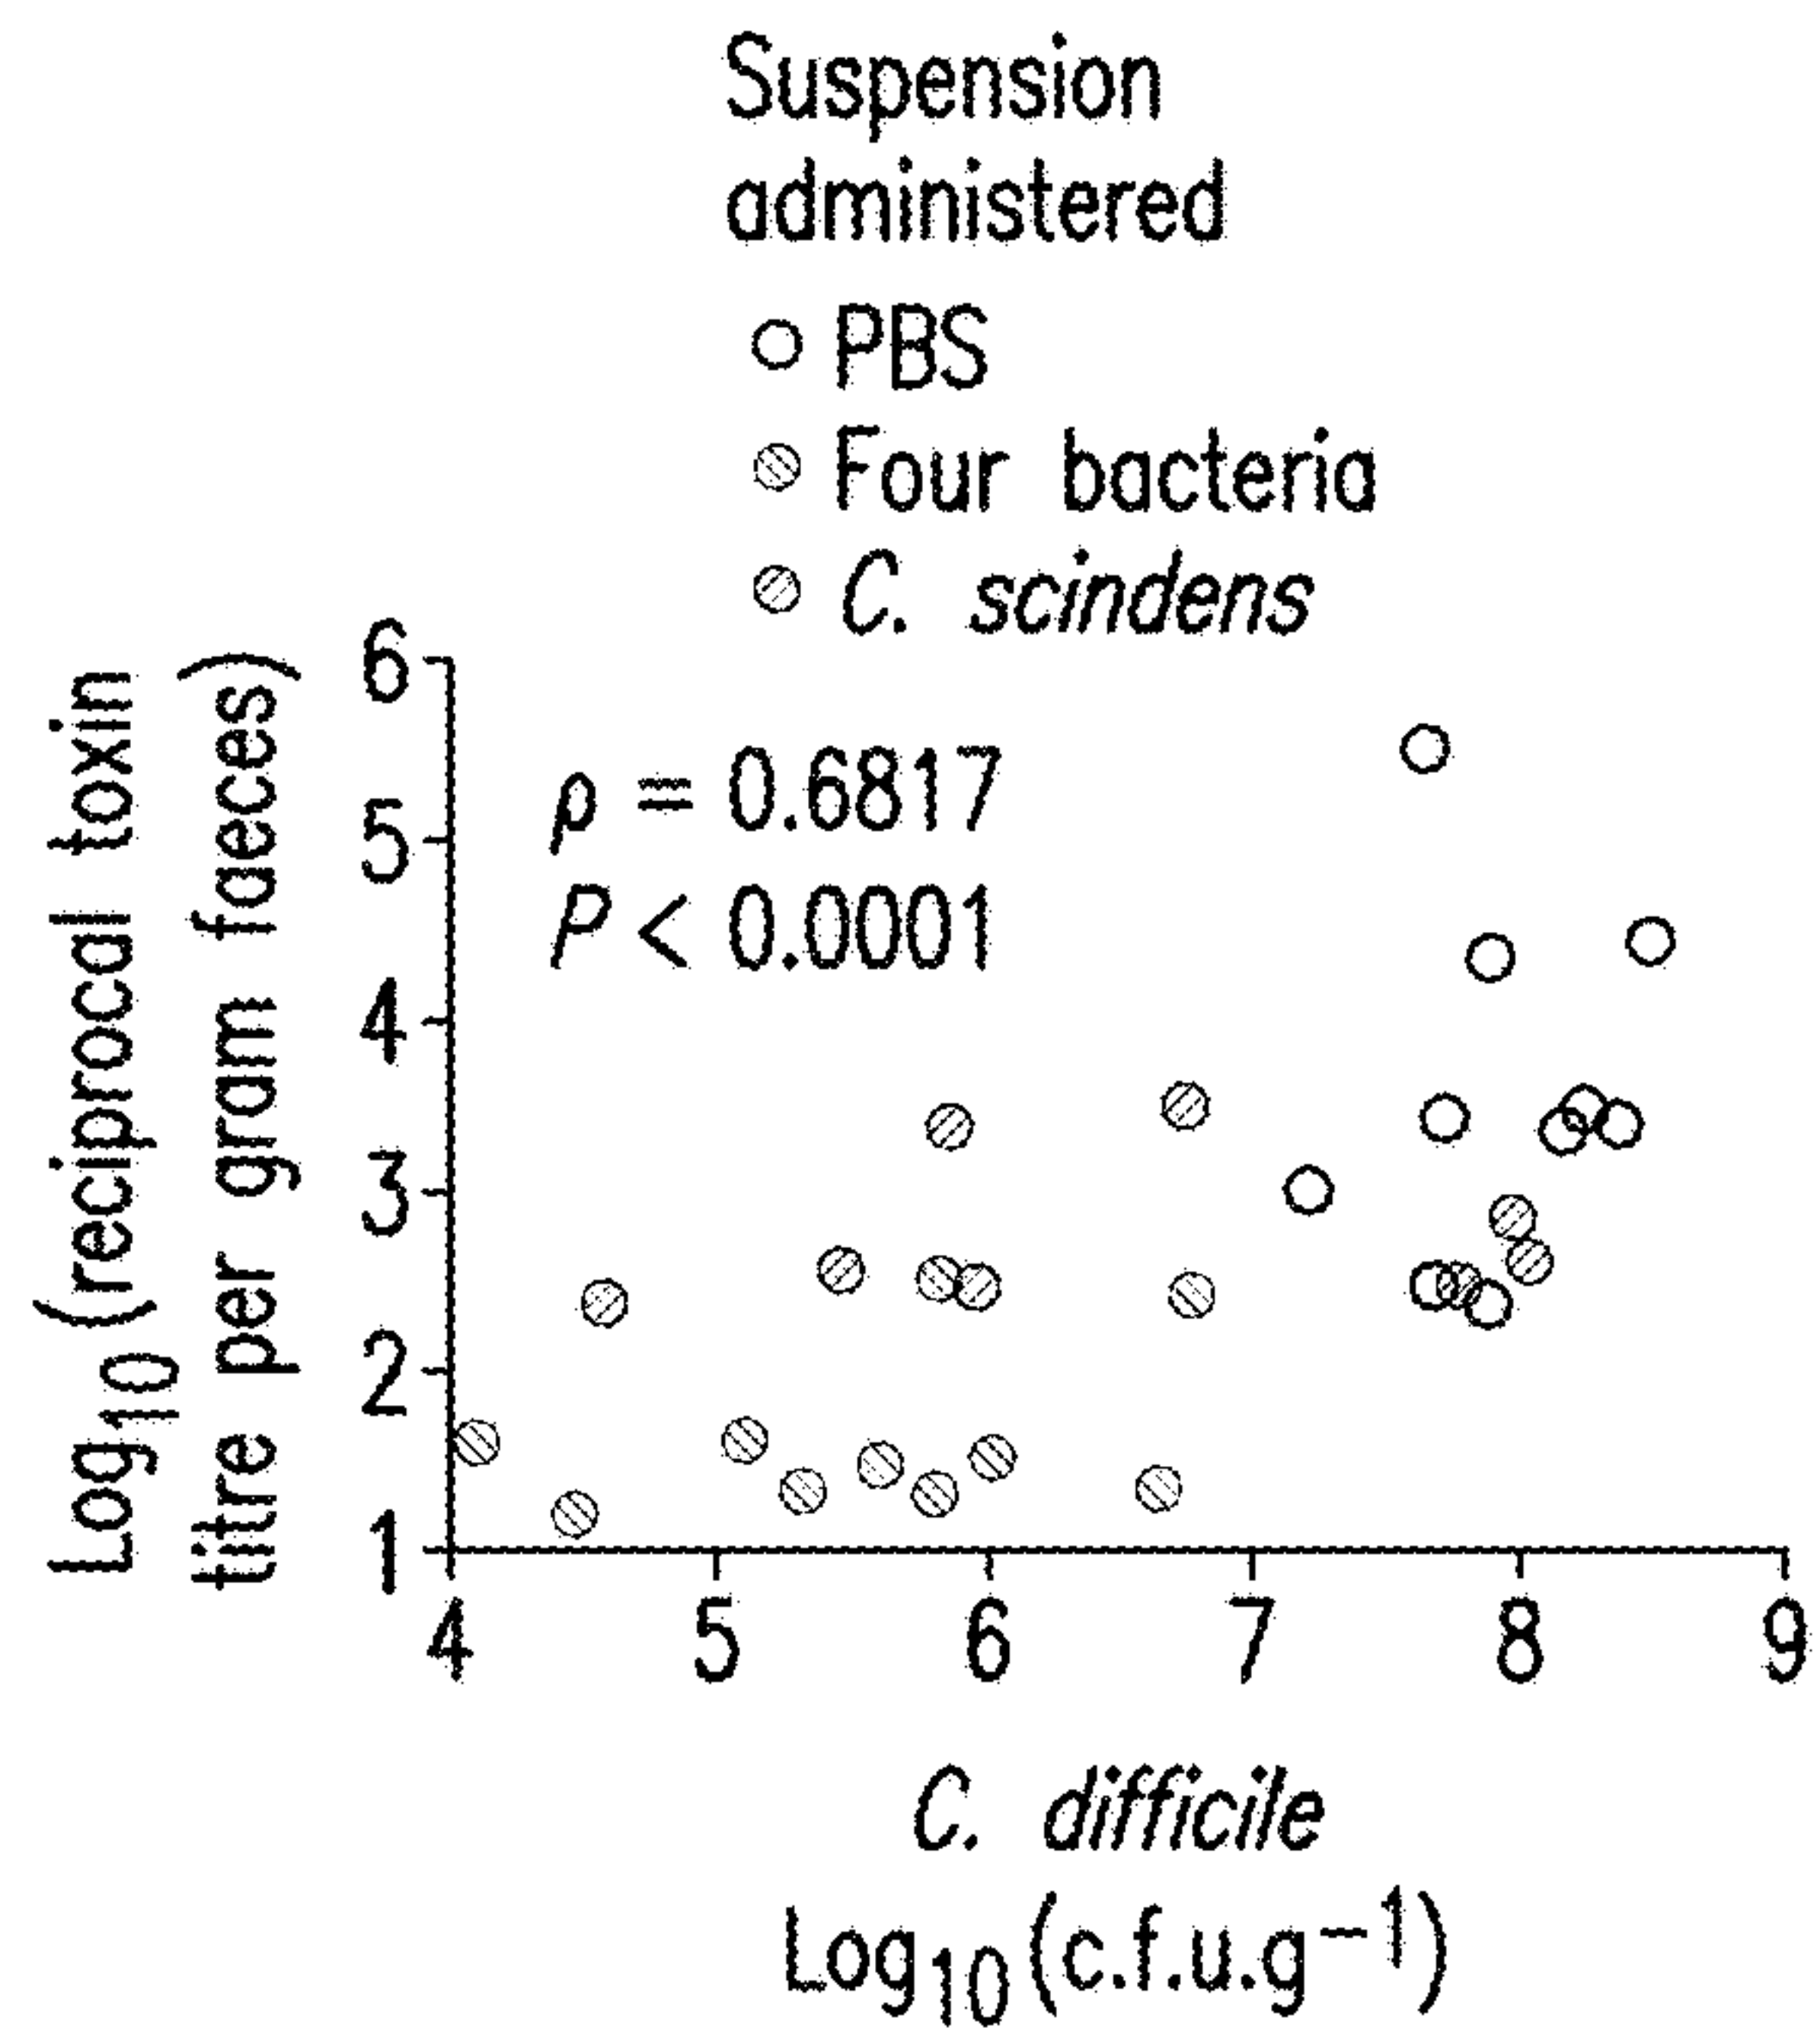 Suspension
administered
PBS
Four bacteria
C. scindens
Log₁₀(reciprocal toxin
titre per gram faeces)
6
5
4
3
2
1
ρ = 0.6817
P < 0.0001
4 5 6 7 8 9
C. difficile
Log₁₀(c.f.u.g⁻¹)